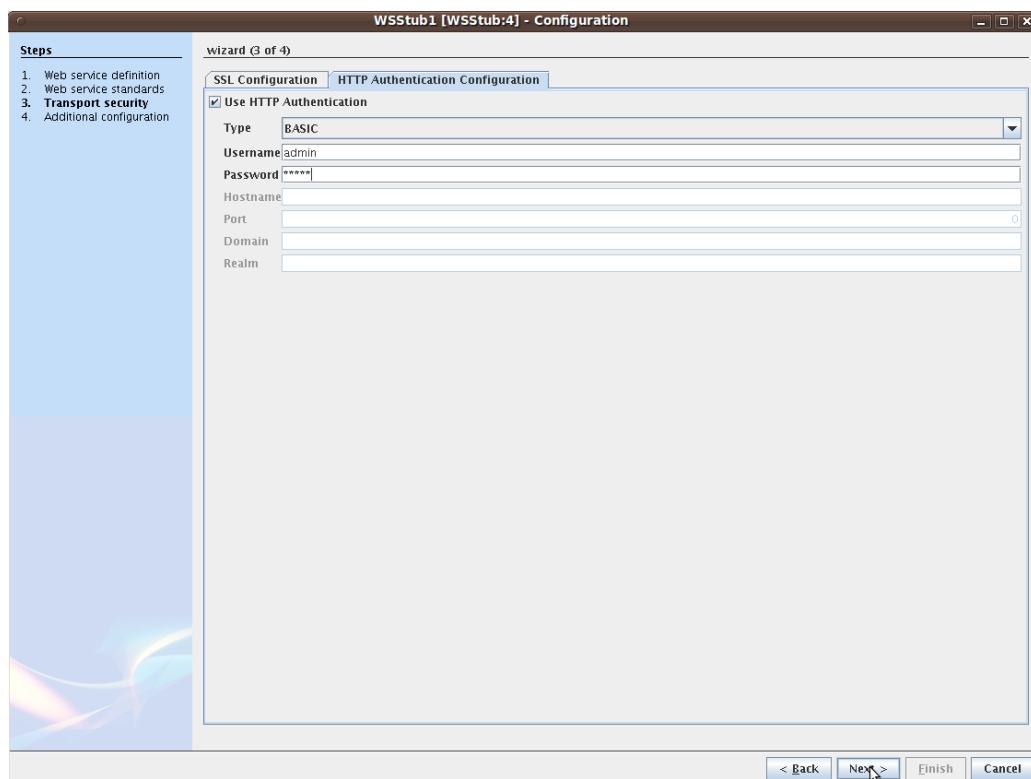 WSStub1 [WSStub:4] - Configuration
Steps
1. Web service definition
2. Web service standards
3. Transport security
4. Additional configuration
wizard (3 of 4)
SSL Configuration HTTP Authentication Configuration
Use HTTP Authentication
Type BASIC
Username admin
Password *****
Hostname
Port 0
Domain
Realm
< Back Next > Finish Cancel